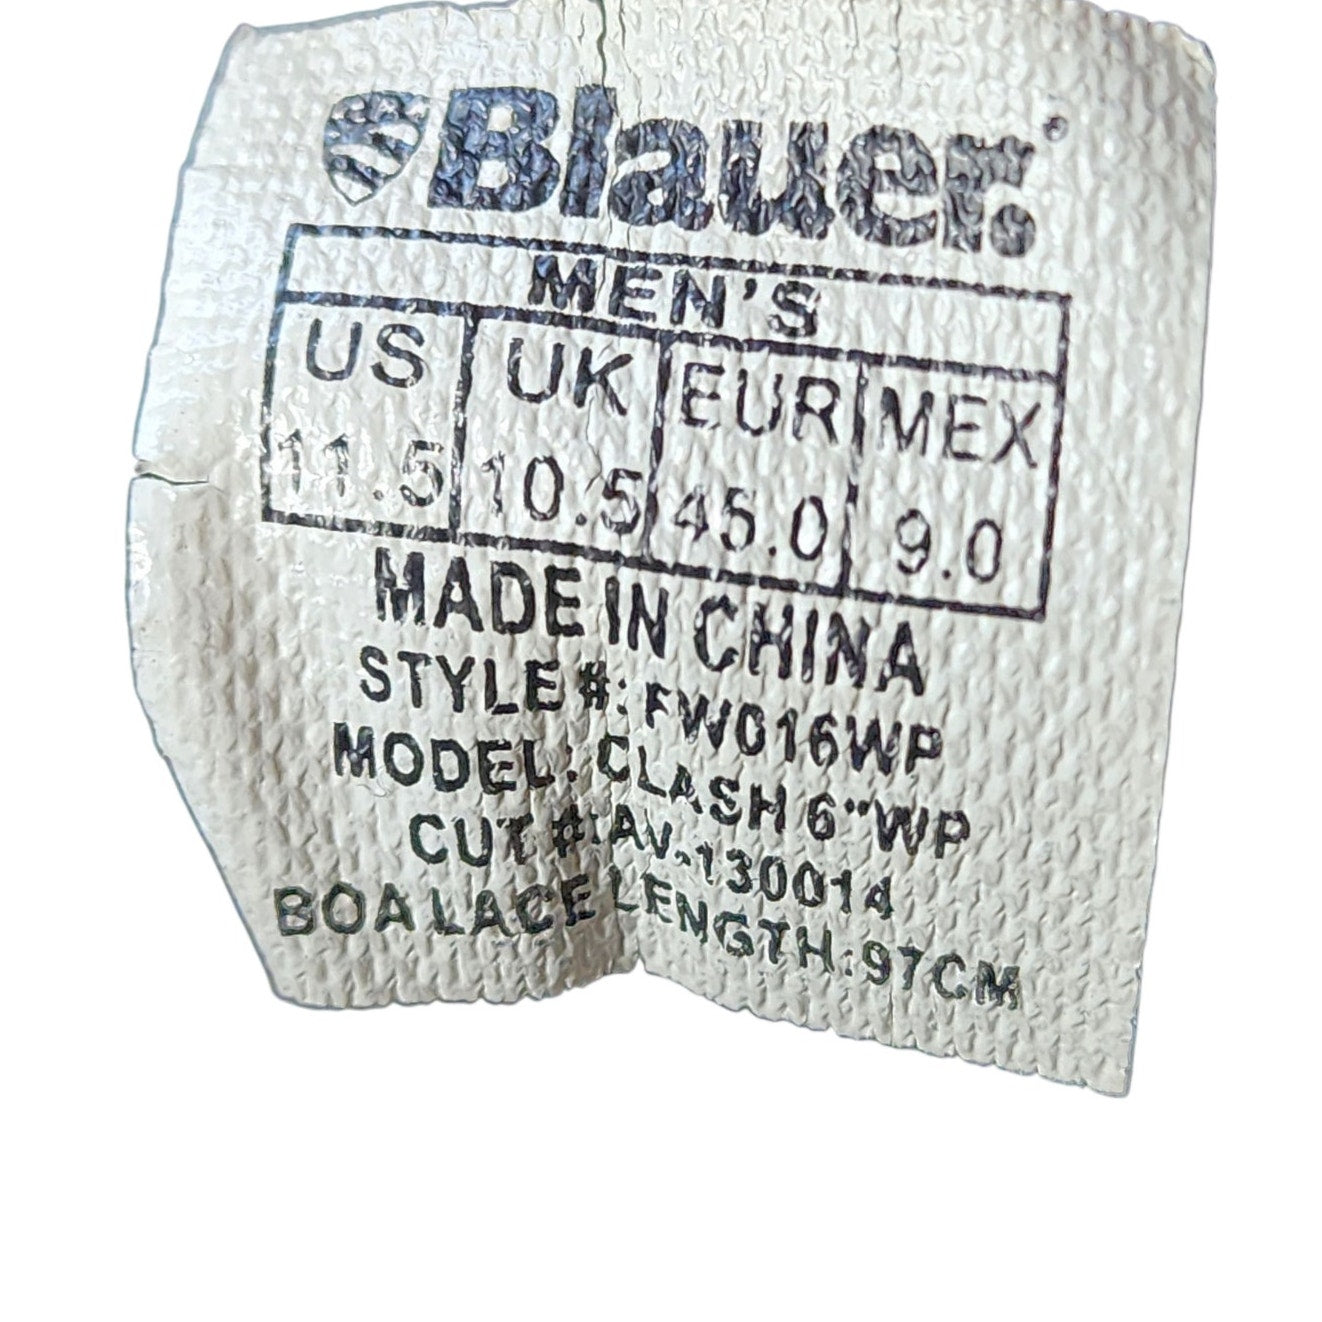 Blauer.®
MEN'S
US UK EUR MEX
11.5 10.5 45.0 9.0
MADE IN CHINA
STYLE #: FW016WP
MODEL: CLASH 6"WP
CUT #:AV-130014
BOA LACE LENGTH:97CM